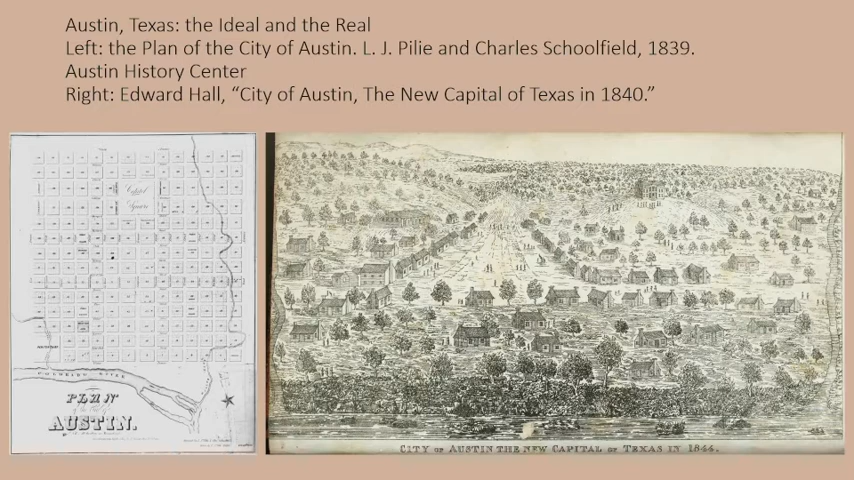 Austin, Texas: the Ideal and the Real
Left: the Plan of the City of Austin. L. J. Pilie and Charles Schoolfield, 1839.
Austin History Center
Right: Edward Hall, “City of Austin, The New Capital of Texas in 1840.”
Capitol
Square
PLAN
AUSTIN.
CITY OF AUSTIN THE NEW CAPITAL OF TEXAS IN 1844.